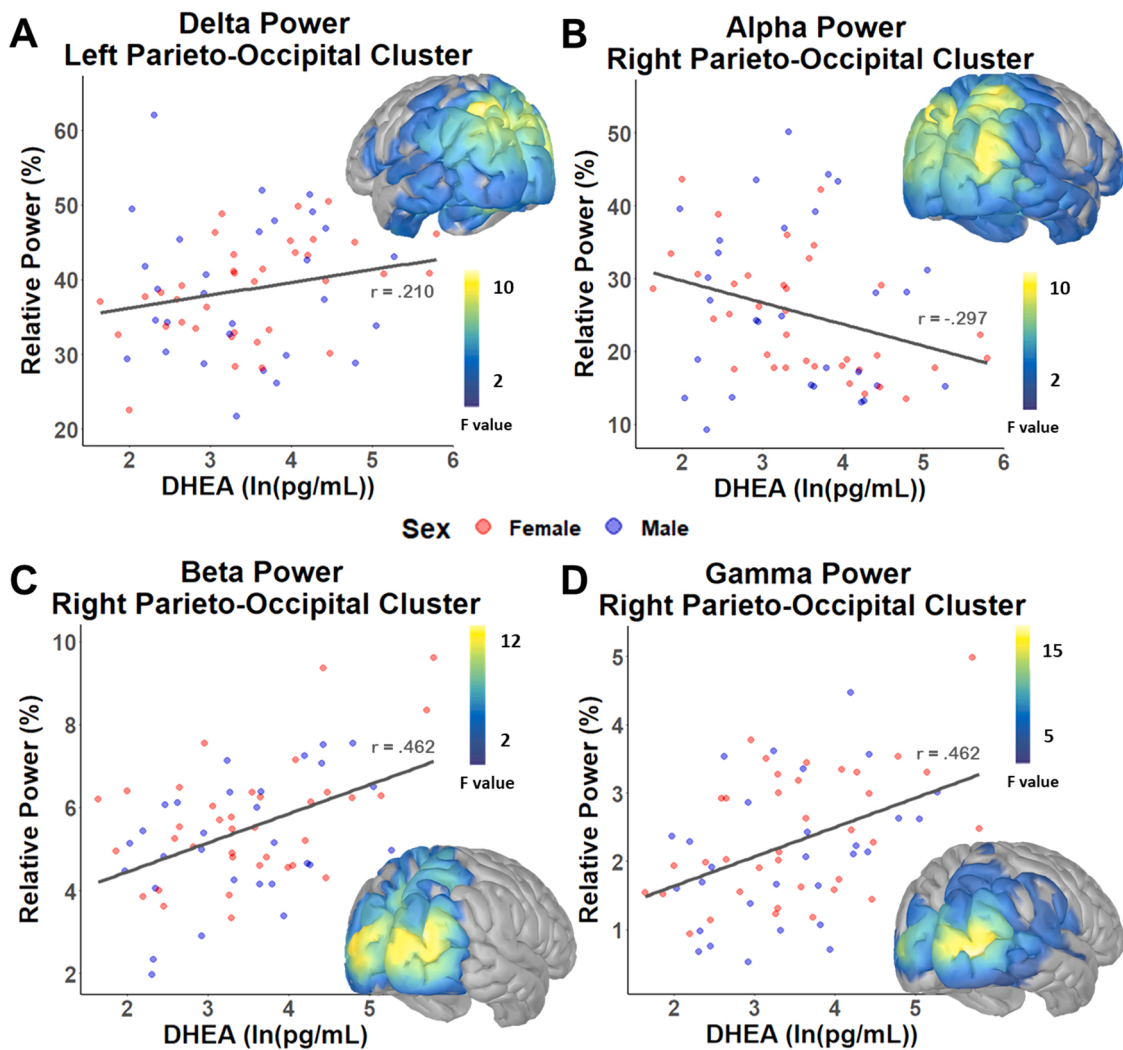 A
Delta Power
Left Parieto-Occipital Cluster
Relative Power (%)
60
50
40
30
20
r = .210
10
2
F value
2
3
4
5
6
DHEA (ln(pg/mL))
B
Alpha Power
Right Parieto-Occipital Cluster
Relative Power (%)
50
40
30
20
10
r = -.297
10
2
F value
2
3
4
5
6
DHEA (ln(pg/mL))
Sex Female Male
C
Beta Power
Right Parieto-Occipital Cluster
Relative Power (%)
10
8
6
4
2
12
2
F value
r = .462
2
3
4
5
DHEA (ln(pg/mL)
D
Gamma Power
Right Parieto-Occipital Cluster
Relative Power (%)
5
4
3
2
1
15
5
F value
r = .462
2
3
4
5
DHEA (ln(pg/mL))